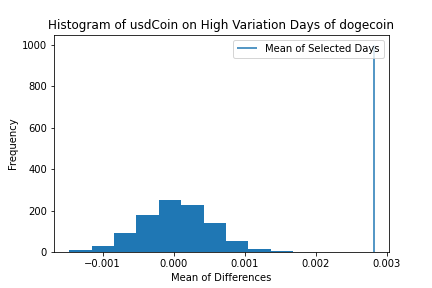 Histogram of usdCoin on High Variation Days of dogecoin
1000
Mean of Selected Days
800
600
Frequency
400
200
0
−0.001 0.000 0.001 0.002 0.003
Mean of Differences